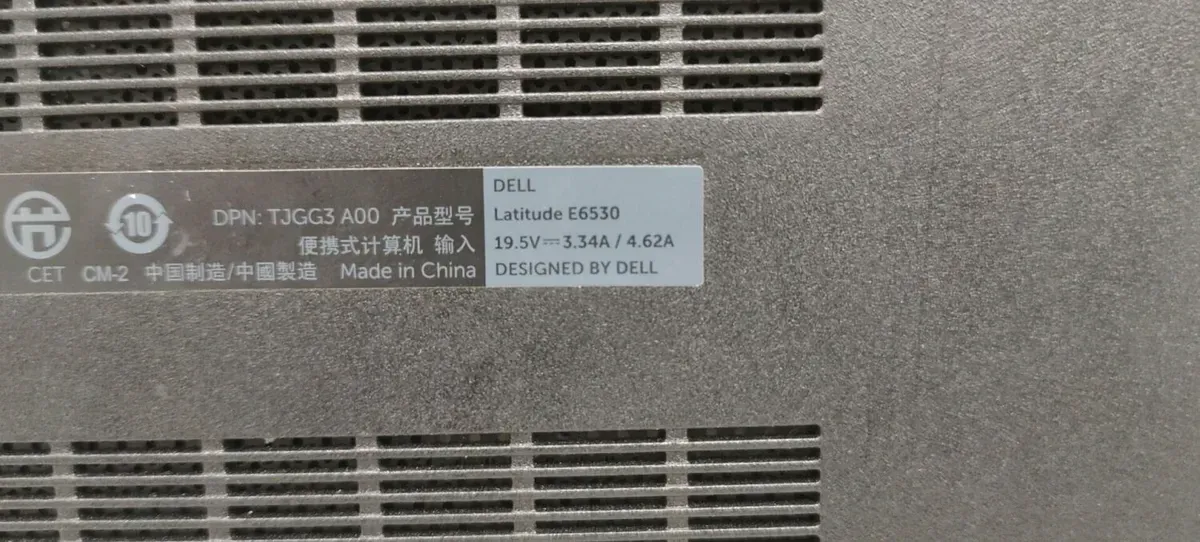 10
DPN: TJGG3 A00 产品型号
便携式计算机 输入
CET CM-2 中国制造/中國製造 Made in China
DELL
Latitude E6530
19.5V⎓3.34A / 4.62A
DESIGNED BY DELL